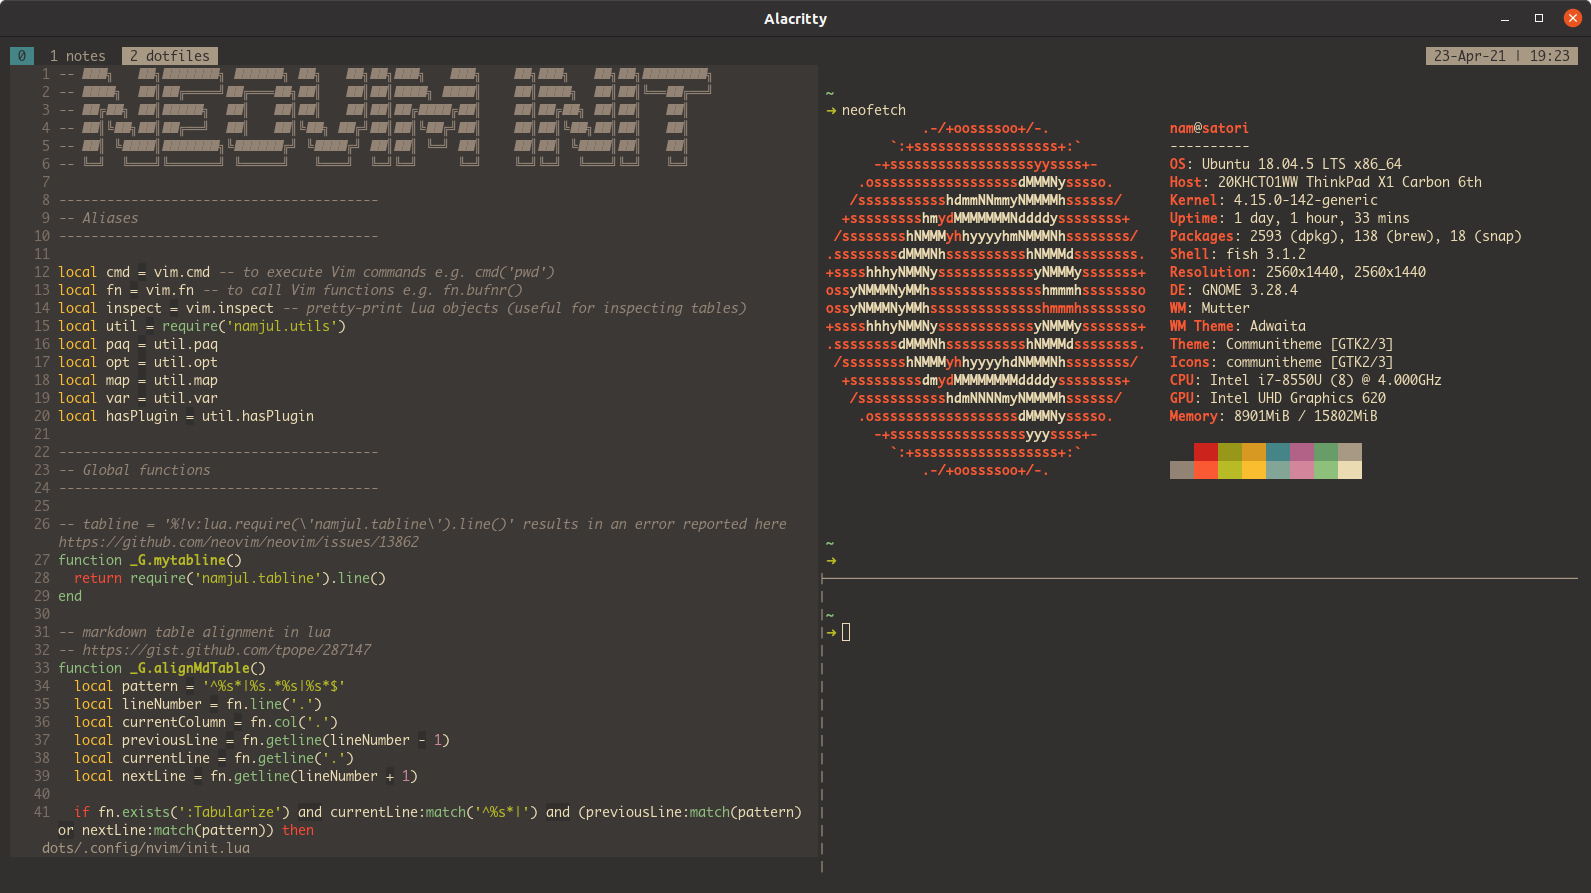 Alacritty
0 1 notes 2 dotfiles
23-Apr-21 | 19:23
1 --
2 --
3 --
4 --
5 --
6 --
7
8 ----------------------------------------
9 -- Aliases
10 ----------------------------------------
11
12 local cmd = vim.cmd -- to execute Vim commands e.g. cmd('pwd')
13 local fn = vim.fn -- to call Vim functions e.g. fn.bufnr()
14 local inspect = vim.inspect -- pretty-print Lua objects (useful for inspecting tables)
15 local util = require('namjul.utils')
16 local paq = util.paq
17 local opt = util.opt
18 local map = util.map
19 local var = util.var
20 local hasPlugin = util.hasPlugin
21
22 ----------------------------------------
23 -- Global functions
24 ----------------------------------------
25
26 -- tabline = '%!v:lua.require(\'namjul.tabline\').line()' results in an error reported here
https://github.com/neovim/neovim/issues/13862
27 function _G.mytabline()
28   return require('namjul.tabline').line()
29 end
30
31 -- markdown table alignment in lua
32 -- https://gist.github.com/tpope/287147
33 function _G.alignMdTable()
34   local pattern = '^%s*|%s.*%s|%s*$'
35   local lineNumber = fn.line('.')
36   local currentColumn = fn.col('.')
37   local previousLine = fn.getline(lineNumber - 1)
38   local currentLine = fn.getline('.')
39   local nextLine = fn.getline(lineNumber + 1)
40
41   if fn.exists(':Tabularize') and currentLine:match('^%s*|') and (previousLine:match(pattern)
or nextLine:match(pattern)) then
dots/.config/nvim/init.lua
~
➜ neofetch
.-/+oossssoo+/-.
`:+ssssssssssssssssss+:`
-+ssssssssssssssssssyyssss+-
.ossssssssssssssssssdMMMNysssso.
/ssssssssssshdmmNNmmyNMMMMhssssss/
+ssssssssshmydMMMMMMMNddddyssssssss+
/sssssssshNMMMyhhyyyyhmNMMMNhssssssss/
.ssssssssdMMMNhsssssssssshNMMMdssssssss.
+sssshhhyNMMNyssssssssssssyNMMMysssssss+
ossyNMMMNyMMhsssssssssssssshmmmhssssssso
ossyNMMMNyMMhsssssssssssssshmmmhssssssso
+sssshhhyNMMNyssssssssssssyNMMMysssssss+
.ssssssssdMMMNhsssssssssshNMMMdssssssss.
/sssssssshNMMMyhhyyyyhdNMMMNhssssssss/
+sssssssssdmydMMMMMMMMddddyssssssss+
/ssssssssssshdmNNNNmyNMMMMhssssss/
.ossssssssssssssssssdMMMNysssso.
-+sssssssssssssssssyyyssss+-
`:+ssssssssssssssssss+:`
.-/+oossssoo+/-.
nam@satori
----------
OS: Ubuntu 18.04.5 LTS x86_64
Host: 20KHCTO1WW ThinkPad X1 Carbon 6th
Kernel: 4.15.0-142-generic
Uptime: 1 day, 1 hour, 33 mins
Packages: 2593 (dpkg), 138 (brew), 18 (snap)
Shell: fish 3.1.2
Resolution: 2560x1440, 2560x1440
DE: GNOME 3.28.4
WM: Mutter
WM Theme: Adwaita
Theme: Communitheme [GTK2/3]
Icons: communitheme [GTK2/3]
CPU: Intel i7-8550U (8) @ 4.000GHz
GPU: Intel UHD Graphics 620
Memory: 8901MiB / 15802MiB
~
➜
~
➜